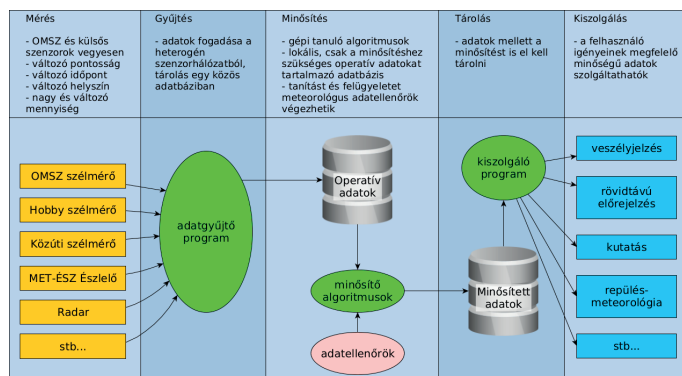 Mérés
- OMSZ és külsős
szenzorok vegyesen
- változó pontosság
- változó időpont
- változó helyszín
- nagy és változó
mennyiség
Gyűjtés
- adatok fogadása a
heterogén
szenzorhálózatból,
tárolás egy közös
adatbáziban
Minősítés
- gépi tanuló algoritmusok
- lokális, csak a minősítéshez
szükséges operatív adatokat
tartalmazó adatbázis
- tanítást és felügyeletet
meteorológus adatellenőrök
végezhetik
Tárolás
- adatok mellett a
minősítést is el kell
tárolni
Kiszolgálás
- a felhasználó
igényeinek megfelelő
minőségű adatok
szolgáltathatók
OMSZ szélmérő
Hobby szélmérő
Közúti szélmérő
MET-ÉSZ Észlelő
Radar
stb...
adatgyűjtő
program
Operatív
adatok
minősítő
algoritmusok
adatellenőrök
kiszolgáló
program
Minősített
adatok
veszélyjelzés
rövidtávú
előrejelzés
kutatás
repülés-
meteorológia
stb...